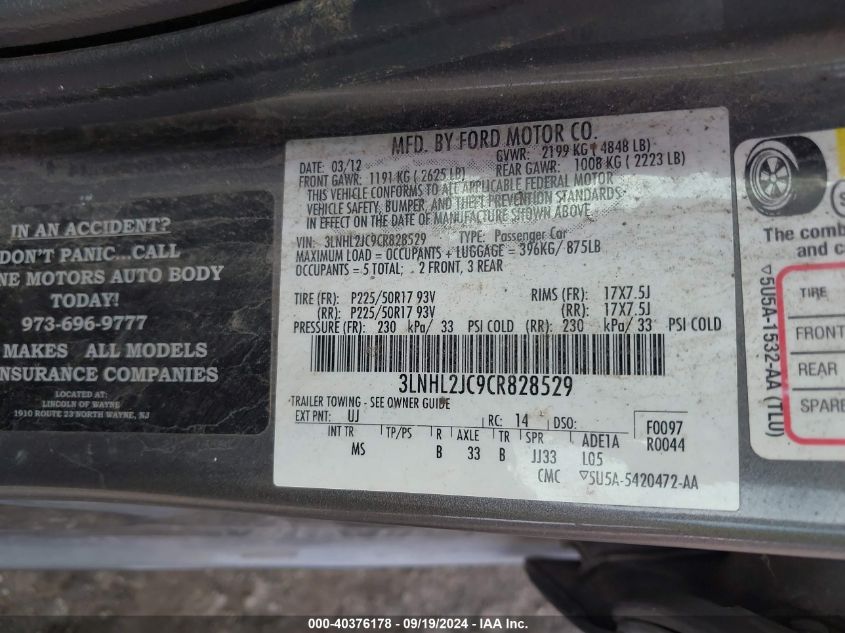 IN AN ACCIDENT?
DON'T PANIC...CALL
NE MOTORS AUTO BODY
TODAY!
973-696-9777
MAKES ALL MODELS
INSURANCE COMPANIES
LOCATED AT:
LINCOLN OF WAYNE
1910 ROUTE 23 NORTH WAYNE, NJ
MFD. BY FORD MOTOR CO.
DATE: 03/12 GVWR: 2199 KG ( 4848 LB)
FRONT GAWR: 1191 KG ( 2625 LB) REAR GAWR: 1008 KG ( 2223 LB)
THIS VEHICLE CONFORMS TO ALL APPLICABLE FEDERAL MOTOR
VEHICLE SAFETY, BUMPER, AND THEFT PREVENTION STANDARDS
IN EFFECT ON THE DATE OF MANUFACTURE SHOWN ABOVE.
VIN: 3LNHL2JC9CR828529 TYPE: Passenger Car
MAXIMUM LOAD = OCCUPANTS + LUGGAGE = 396KG/ 875LB
OCCUPANTS = 5 TOTAL; 2 FRONT, 3 REAR
TIRE (FR): P225/50R17 93V RIMS (FR): 17X7.5J
(RR): P225/50R17 93V (RR): 17X7.5J
PRESSURE (FR): 230 kPa/ 33 PSI COLD (RR): 230 kPa/ 33 PSI COLD
3LNHL2JC9CR828529
TRAILER TOWING - SEE OWNER GUIDE
EXT PNT: UJ RC: 14 DSO: F0097
R0044
INT TR TP/PS R AXLE TR SPR ADE1A
MS B 33 B JJ33 L05
CMC ▽5U5A-5420472-AA
The comb
and c
▽5U5A-1532-AA (TLU)
TIRE
FRONT
REAR
SPARE
000-40376178 - 09/19/2024 - IAA, Inc.